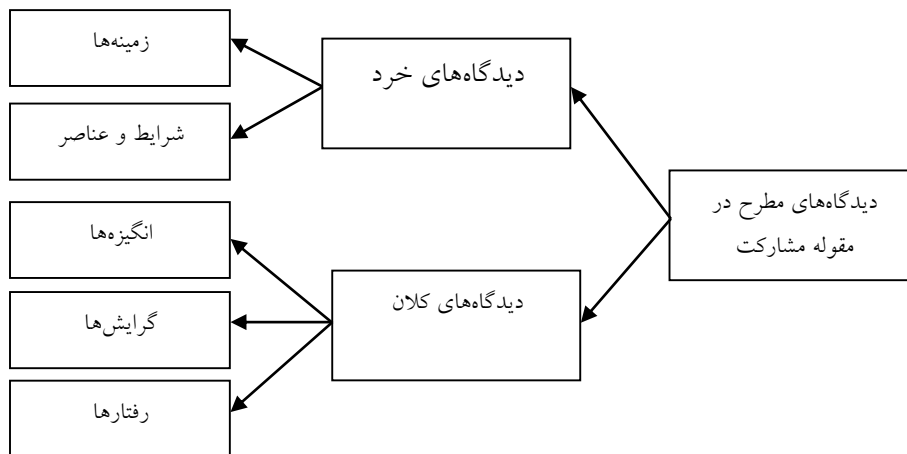 دیدگاه‌های مطرح در
مقوله مشارکت
دیدگاه‌های خرد
زمینه‌ها
شرایط و عناصر
دیدگاه‌های کلان
انگیزه‌ها
گرایش‌ها
رفتارها